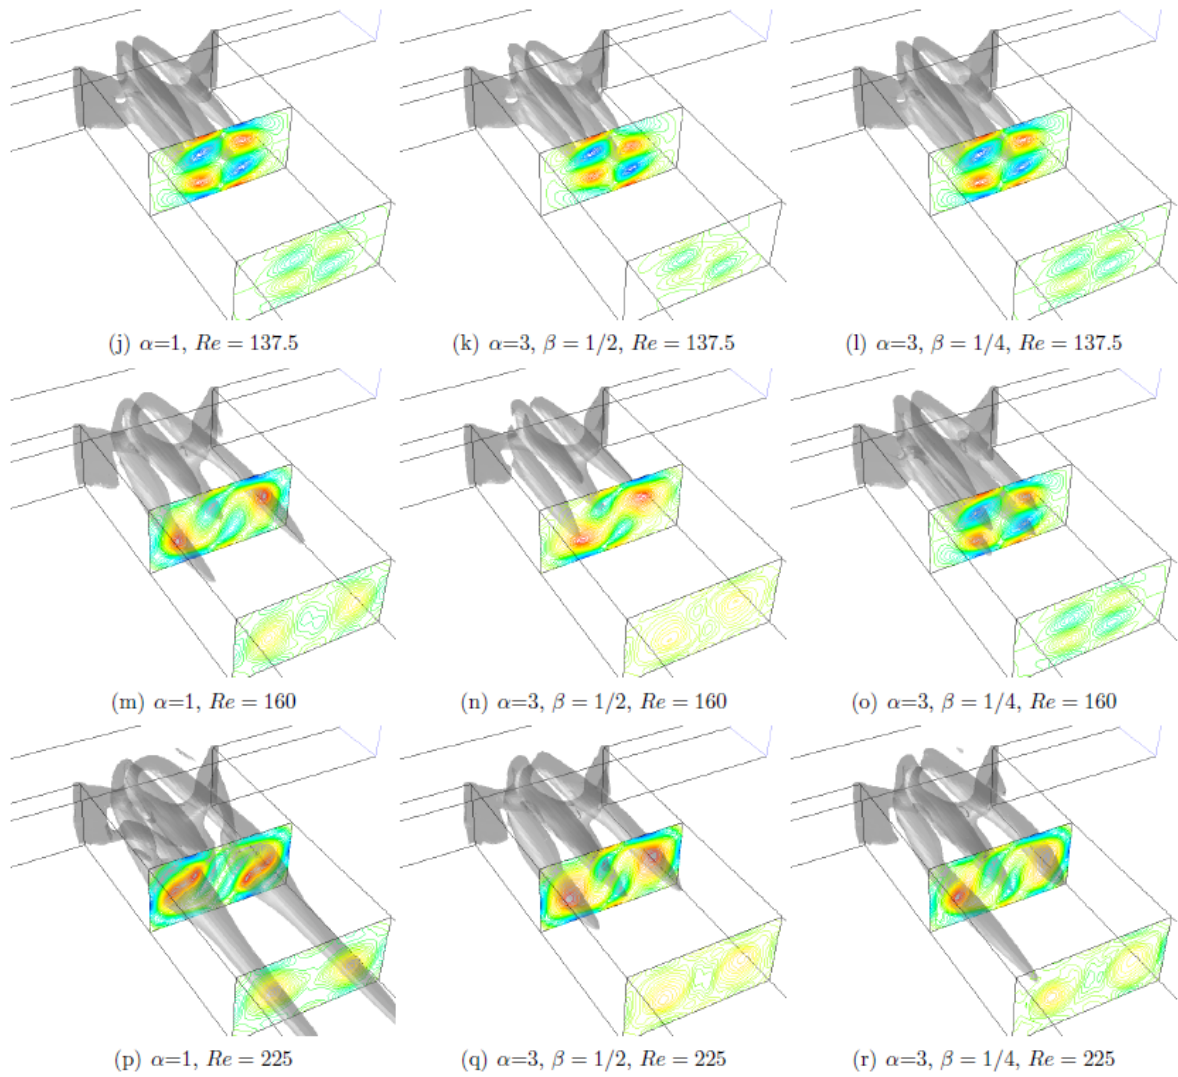 (j) α=1, Re = 137.5
(k) α=3, β = 1/2, Re = 137.5
(l) α=3, β = 1/4, Re = 137.5
(m) α=1, Re = 160
(n) α=3, β = 1/2, Re = 160
(o) α=3, β = 1/4, Re = 160
(p) α=1, Re = 225
(q) α=3, β = 1/2, Re = 225
(r) α=3, β = 1/4, Re = 225